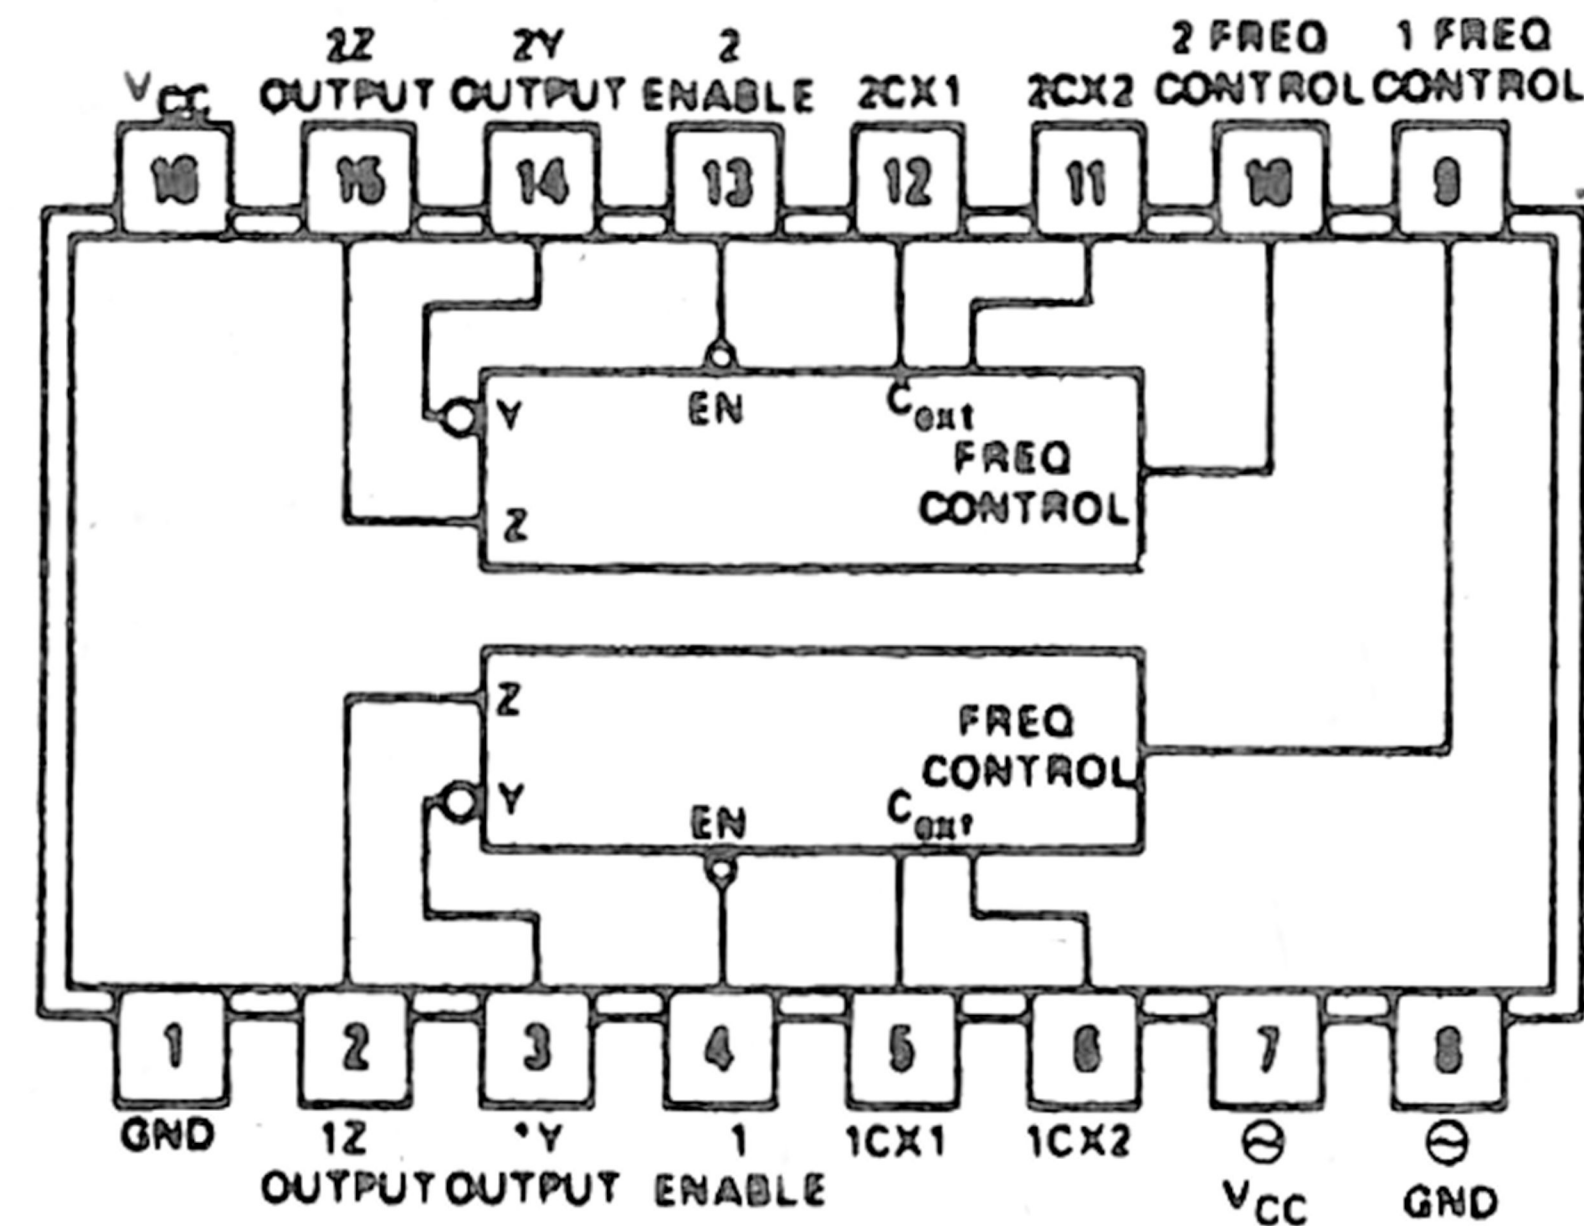 2Z 2Y 2 2 FREQ 1 FREQ
VCC OUTPUT OUTPUT ENABLE 2CX1 2CX2 CONTROL CONTROL
16 15 14 13 12 11 10 9
Y EN Cext
FREQ
CONTROL
Z
Z FREQ
CONTROL
Y EN Cext
1 2 3 4 5 6 7 8
GND 1Z 1Y 1 1CX1 1CX2 ⊝ ⊝
OUTPUT OUTPUT ENABLE VCC GND